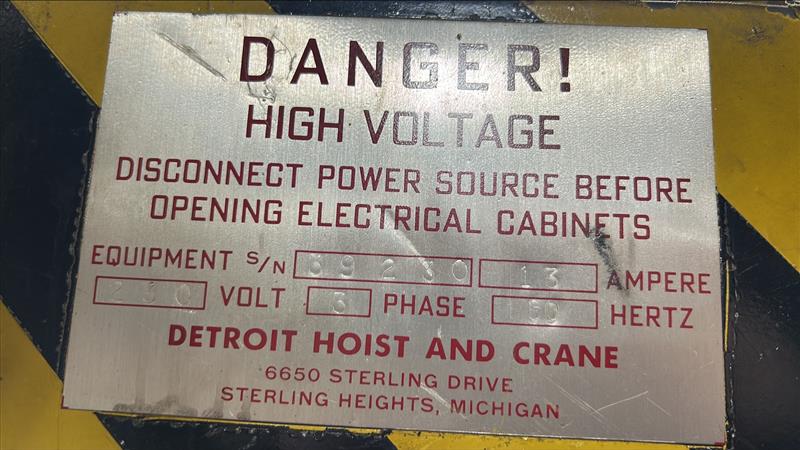 DANGER!
HIGH VOLTAGE
DISCONNECT POWER SOURCE BEFORE
OPENING ELECTRICAL CABINETS
EQUIPMENT S/N 69230 13 AMPERE
230 VOLT 3 PHASE 60 HERTZ
DETROIT HOIST AND CRANE
6650 STERLING DRIVE
STERLING HEIGHTS, MICHIGAN